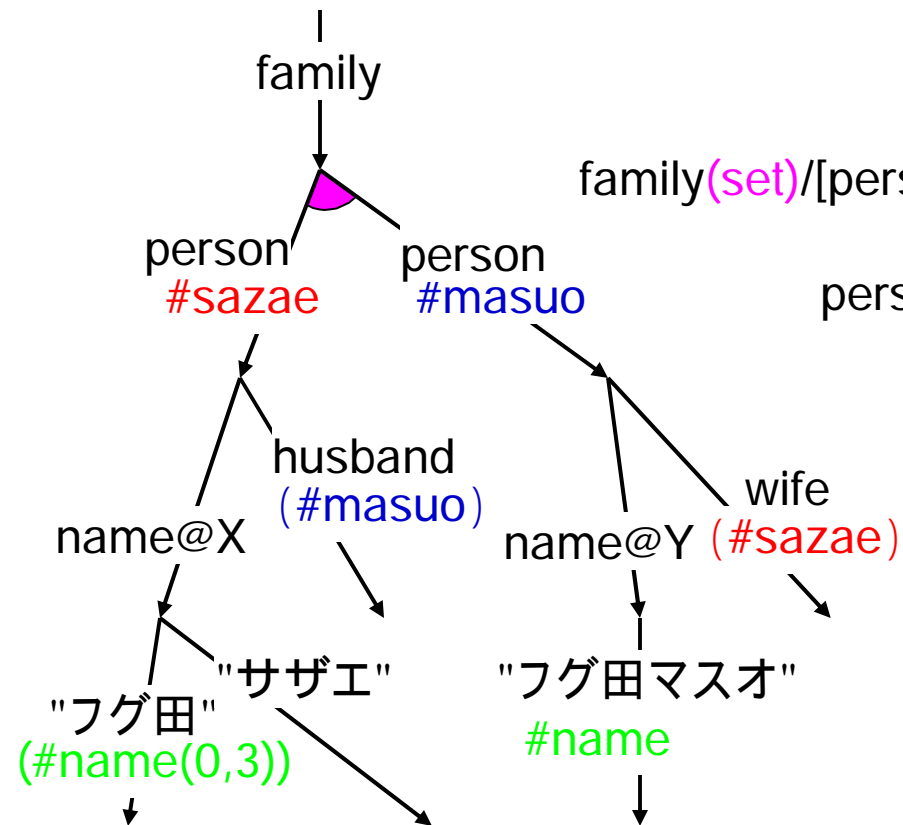 family
family(set)/[pers
person
#sazae
person
#masuo
pers
husband
(#masuo)
wife
(#sazae)
name@X
name@Y
"サザエ"
"フグ田"
(#name(0,3))
"フグ田マスオ"
#name